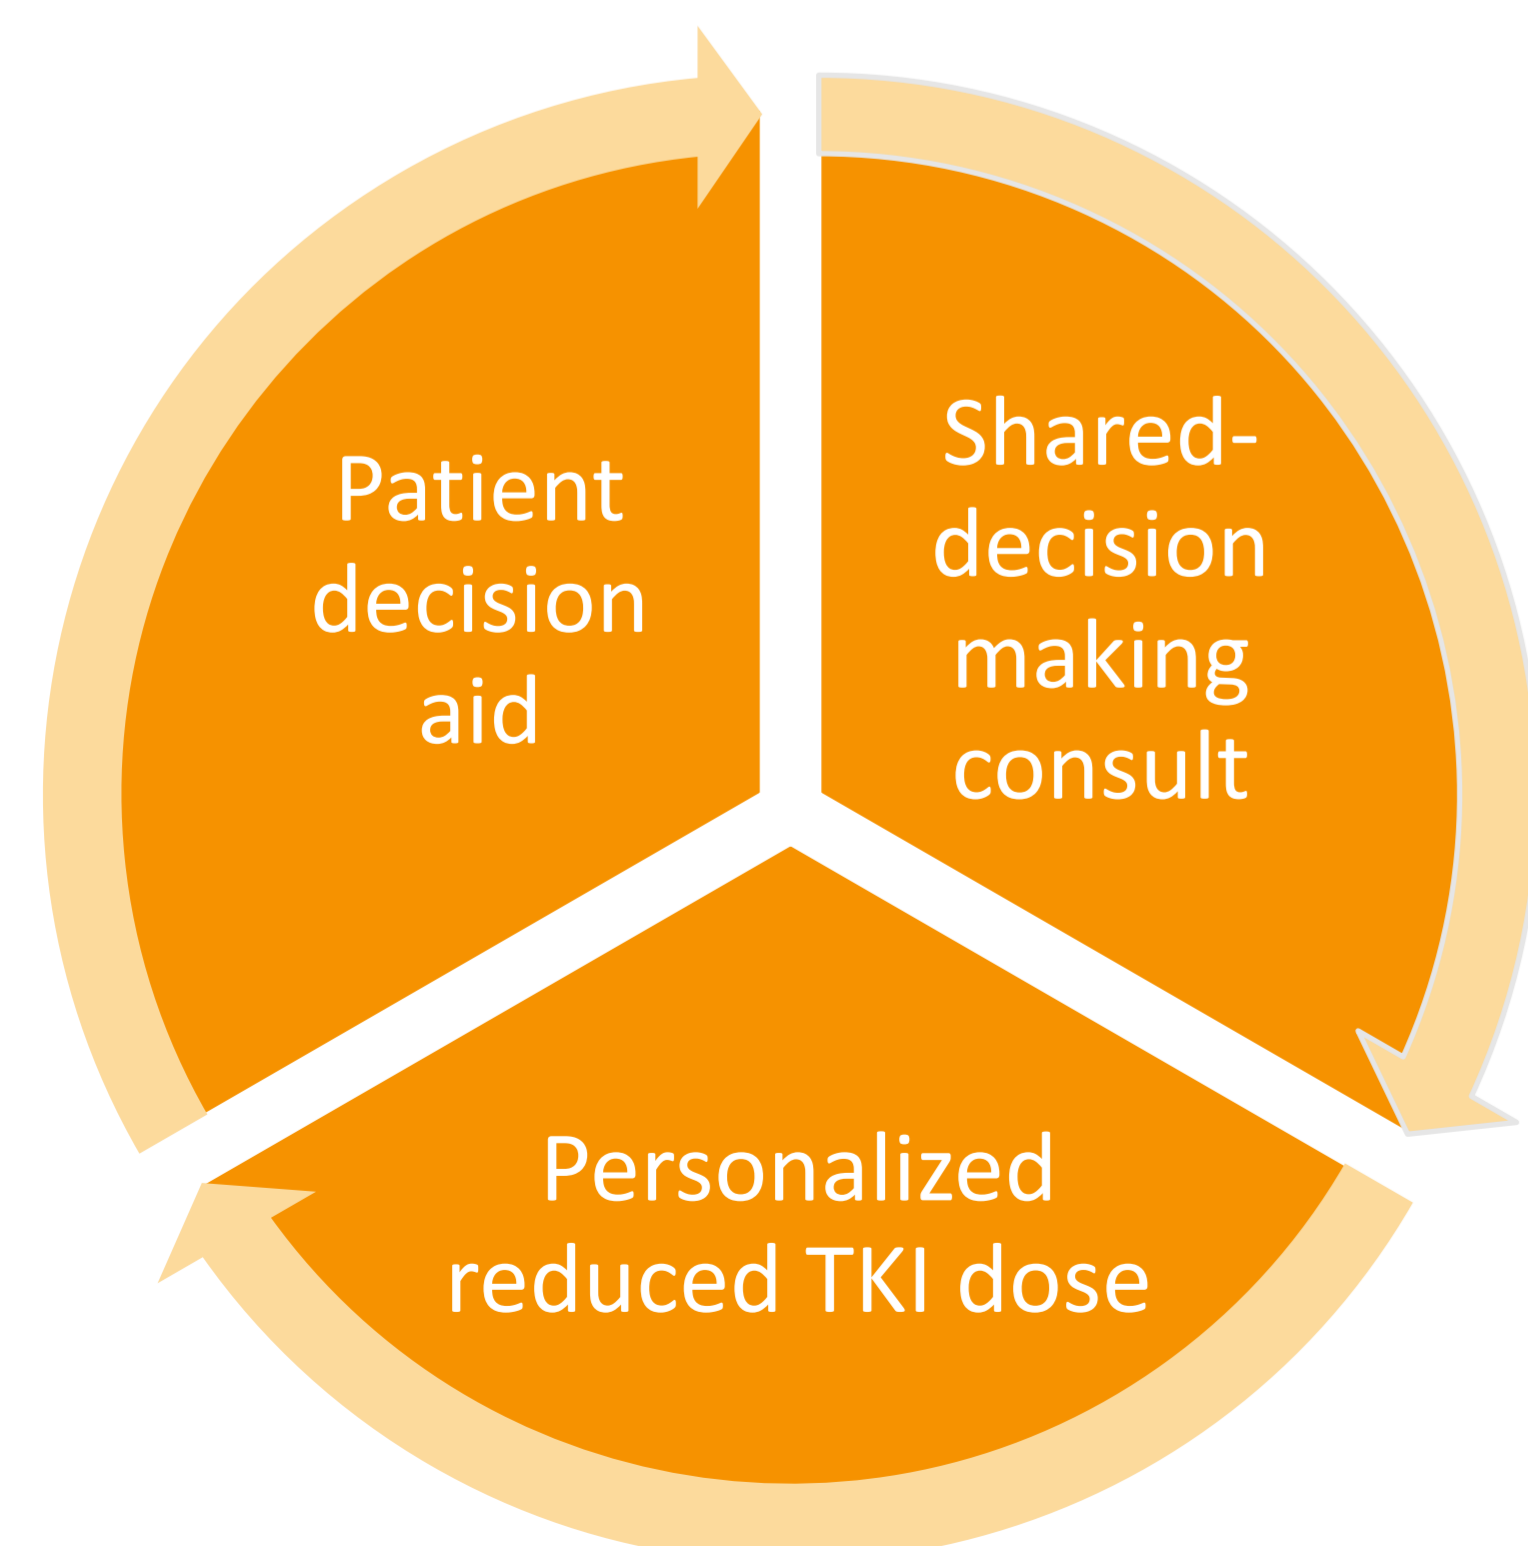 Patient
decision
aid
Shared-
decision
making
consult
Personalized
reduced TKI dose